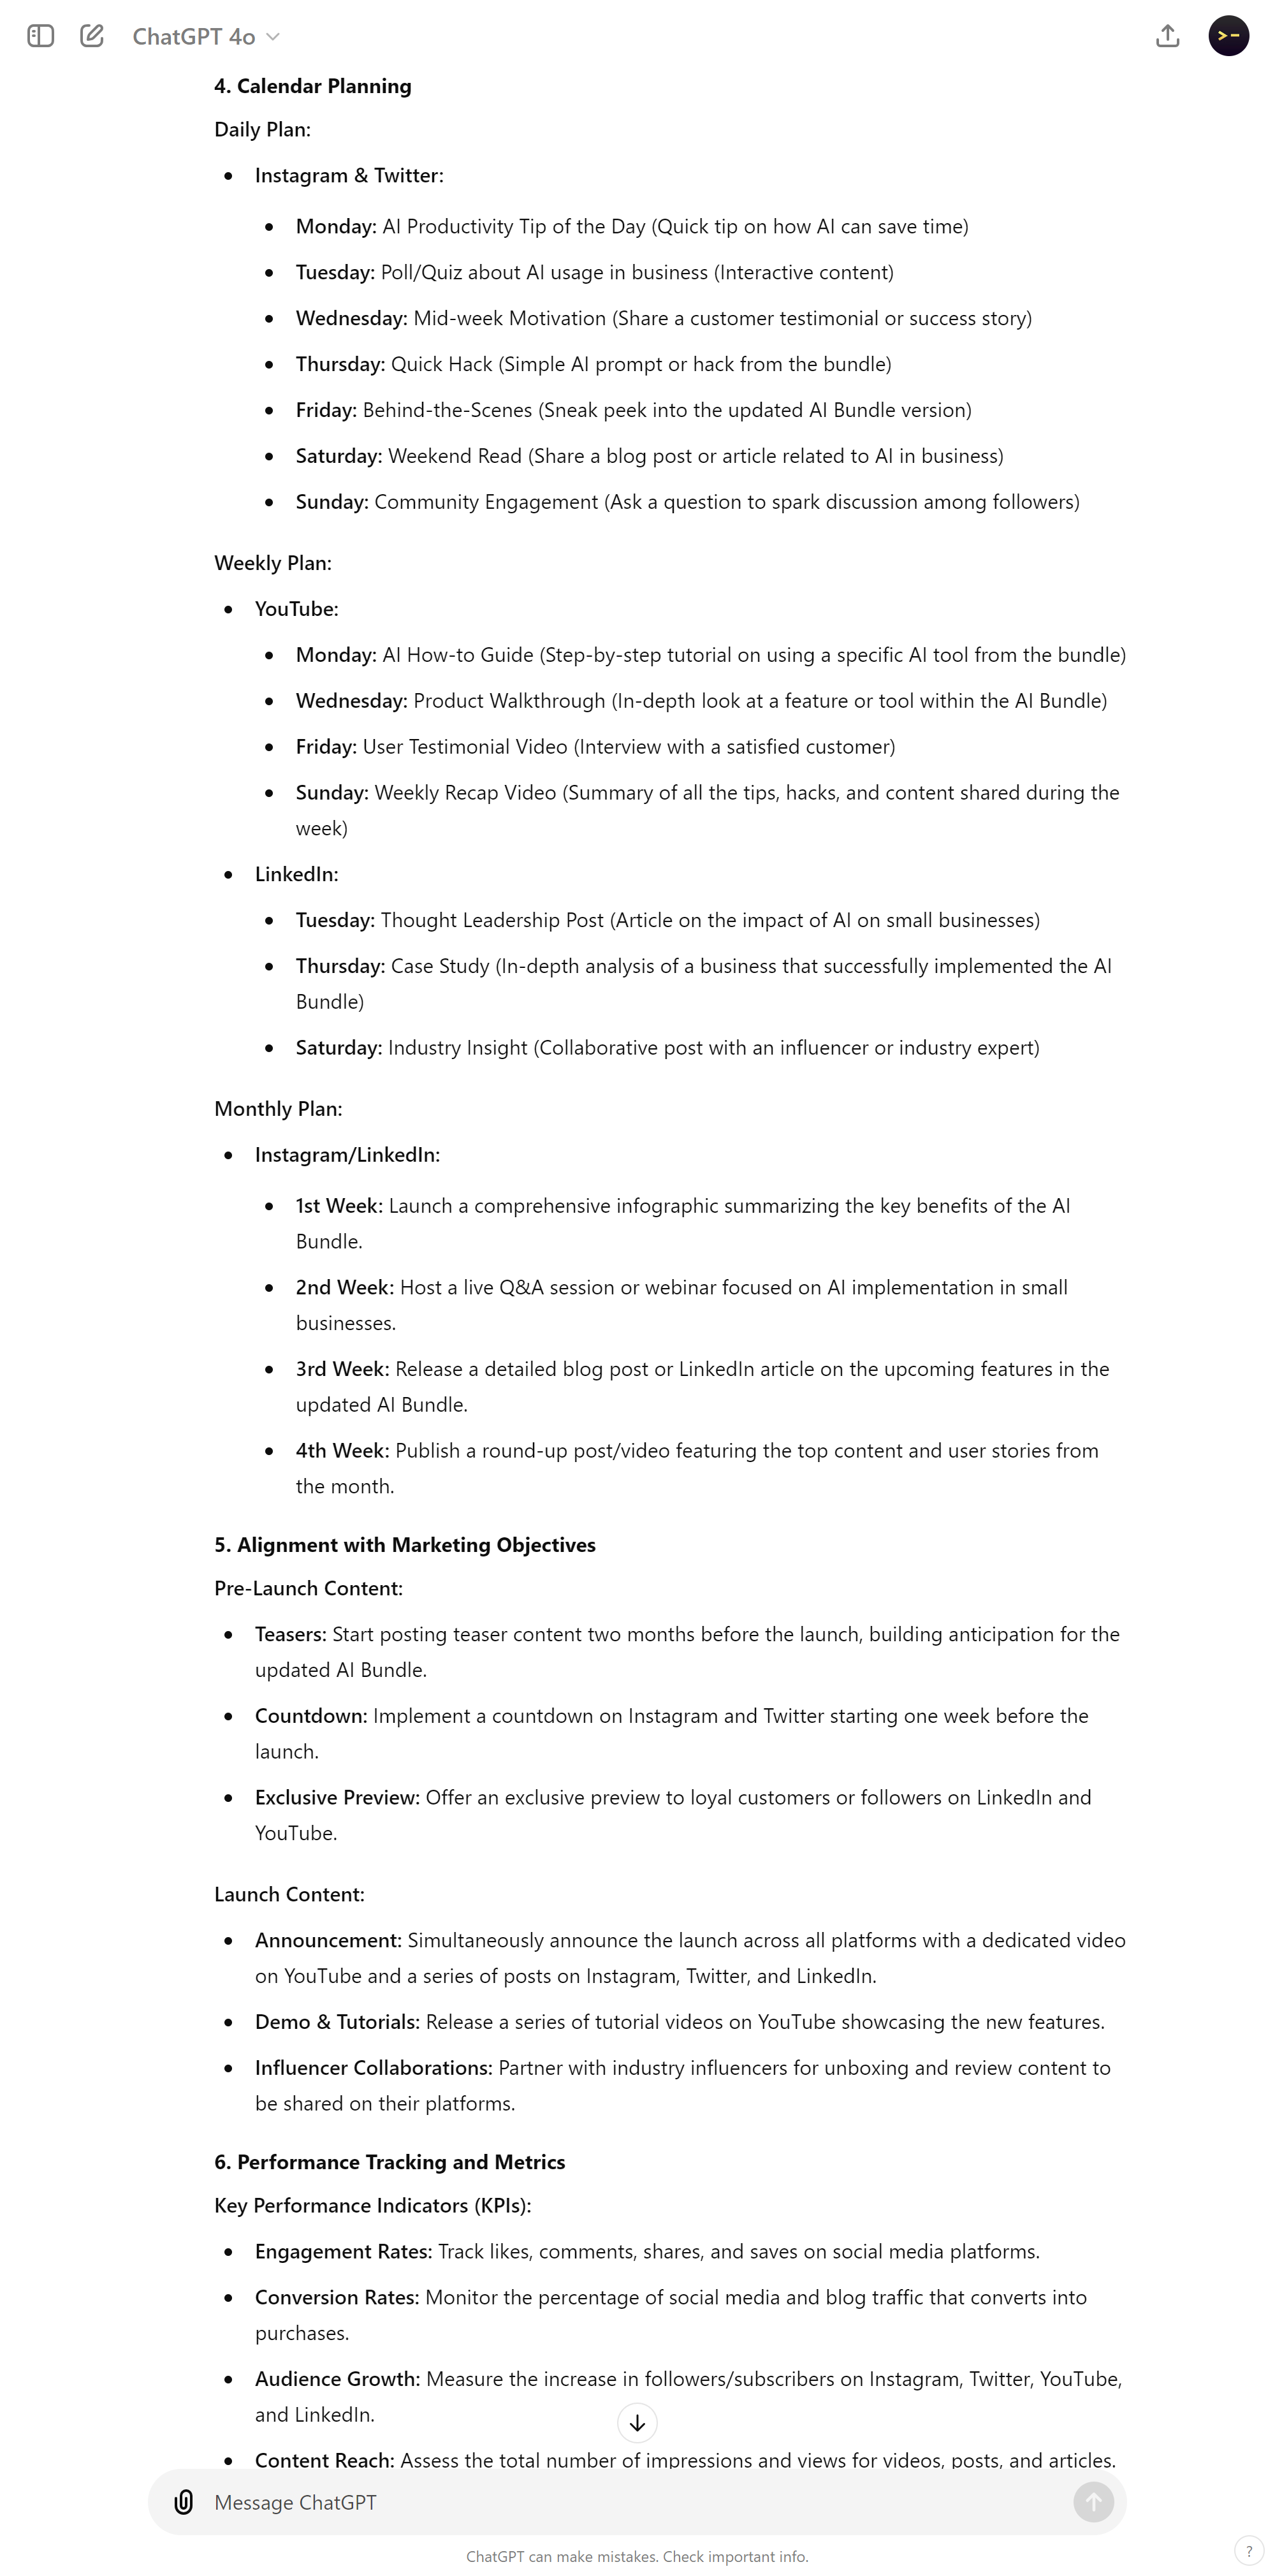 ChatGPT 4o
4. Calendar Planning
Daily Plan:
Instagram & Twitter:
Monday: AI Productivity Tip of the Day (Quick tip on how AI can save time)
Tuesday: Poll/Quiz about AI usage in business (Interactive content)
Wednesday: Mid-week Motivation (Share a customer testimonial or success story)
Thursday: Quick Hack (Simple AI prompt or hack from the bundle)
Friday: Behind-the-Scenes (Sneak peek into the updated AI Bundle version)
Saturday: Weekend Read (Share a blog post or article related to AI in business)
Sunday: Community Engagement (Ask a question to spark discussion among followers)
Weekly Plan:
YouTube:
Monday: AI How-to Guide (Step-by-step tutorial on using a specific AI tool from the bundle)
Wednesday: Product Walkthrough (In-depth look at a feature or tool within the AI Bundle)
Friday: User Testimonial Video (Interview with a satisfied customer)
Sunday: Weekly Recap Video (Summary of all the tips, hacks, and content shared during the
week)
LinkedIn:
Tuesday: Thought Leadership Post (Article on the impact of AI on small businesses)
Thursday: Case Study (In-depth analysis of a business that successfully implemented the AI
Bundle)
Saturday: Industry Insight (Collaborative post with an influencer or industry expert)
Monthly Plan:
Instagram/LinkedIn:
1st Week: Launch a comprehensive infographic summarizing the key benefits of the AI
Bundle.
2nd Week: Host a live Q&A session or webinar focused on AI implementation in small
businesses.
3rd Week: Release a detailed blog post or LinkedIn article on the upcoming features in the
updated AI Bundle.
4th Week: Publish a round-up post/video featuring the top content and user stories from
the month.
5. Alignment with Marketing Objectives
Pre-Launch Content:
Teasers: Start posting teaser content two months before the launch, building anticipation for the
updated AI Bundle.
Countdown: Implement a countdown on Instagram and Twitter starting one week before the
launch.
Exclusive Preview: Offer an exclusive preview to loyal customers or followers on LinkedIn and
YouTube.
Launch Content:
Announcement: Simultaneously announce the launch across all platforms with a dedicated video
on YouTube and a series of posts on Instagram, Twitter, and LinkedIn.
Demo & Tutorials: Release a series of tutorial videos on YouTube showcasing the new features.
Influencer Collaborations: Partner with industry influencers for unboxing and review content to
be shared on their platforms.
6. Performance Tracking and Metrics
Key Performance Indicators (KPIs):
Engagement Rates: Track likes, comments, shares, and saves on social media platforms.
Conversion Rates: Monitor the percentage of social media and blog traffic that converts into
purchases.
Audience Growth: Measure the increase in followers/subscribers on Instagram, Twitter, YouTube,
and LinkedIn.
Content Reach: Assess the total number of impressions and views for videos, posts, and articles.
Message ChatGPT
ChatGPT can make mistakes. Check important info.
?